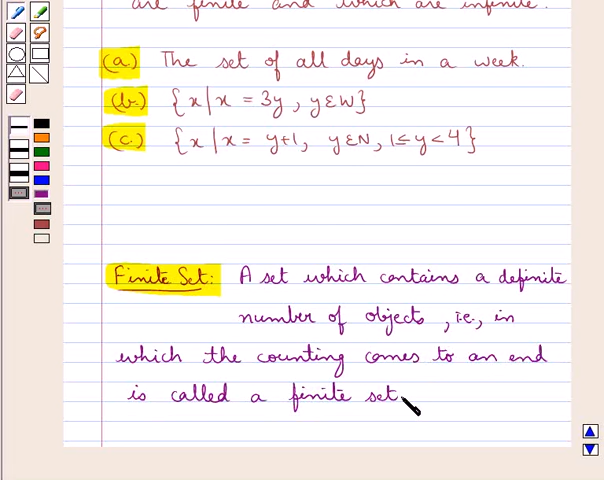 are finite and which are infinite.
(a.) The set of all days in a week.
(b.) {x | x = 3y, y ∈ W}
(c.) {x | x = y+1, y ∈ N, 1 ≤ y < 4}
Finite Set: A set which contains a definite
number of objects, i.e., in
which the counting comes to an end
is called a finite set.